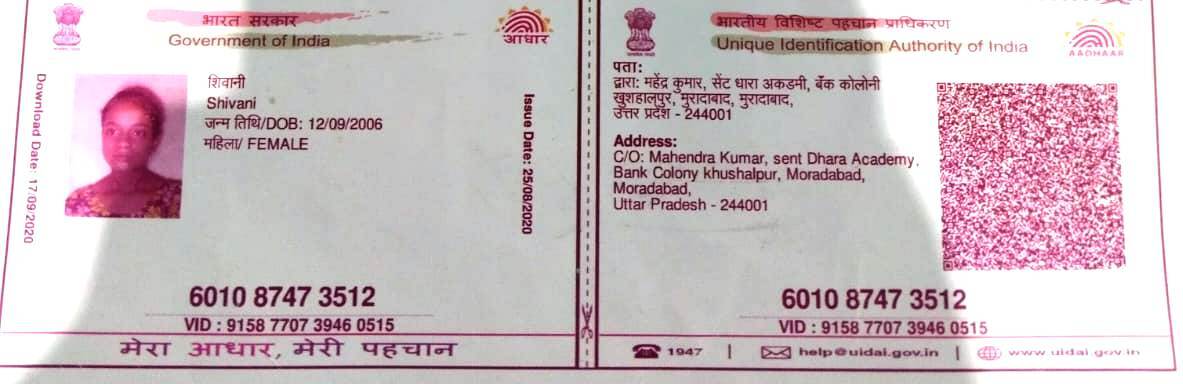 भारत सरकार
Government of India
आधार
Download Date: 17/09/2020
शिवानी
Shivani
जन्म तिथि/DOB: 12/09/2006
महिला/ FEMALE
Issue Date: 25/08/2020
6010 8747 3512
VID : 9158 7707 3946 0515
मेरा आधार, मेरी पहचान
भारतीय विशिष्ट पहचान प्राधिकरण
Unique Identification Authority of India
AADHAAR
पता:
द्वारा: महेंद्र कुमार, सेंट धारा अकडमी, बैंक कोलोनी
खुशहालपुर, मुरादाबाद, मुरादाबाद,
उत्तर प्रदेश - 244001
Address:
C/O: Mahendra Kumar, sent Dhara Academy,
Bank Colony khushalpur, Moradabad,
Moradabad,
Uttar Pradesh - 244001
6010 8747 3512
VID : 9158 7707 3946 0515
1947 | help@uidai.gov.in | www.uidai.gov.in